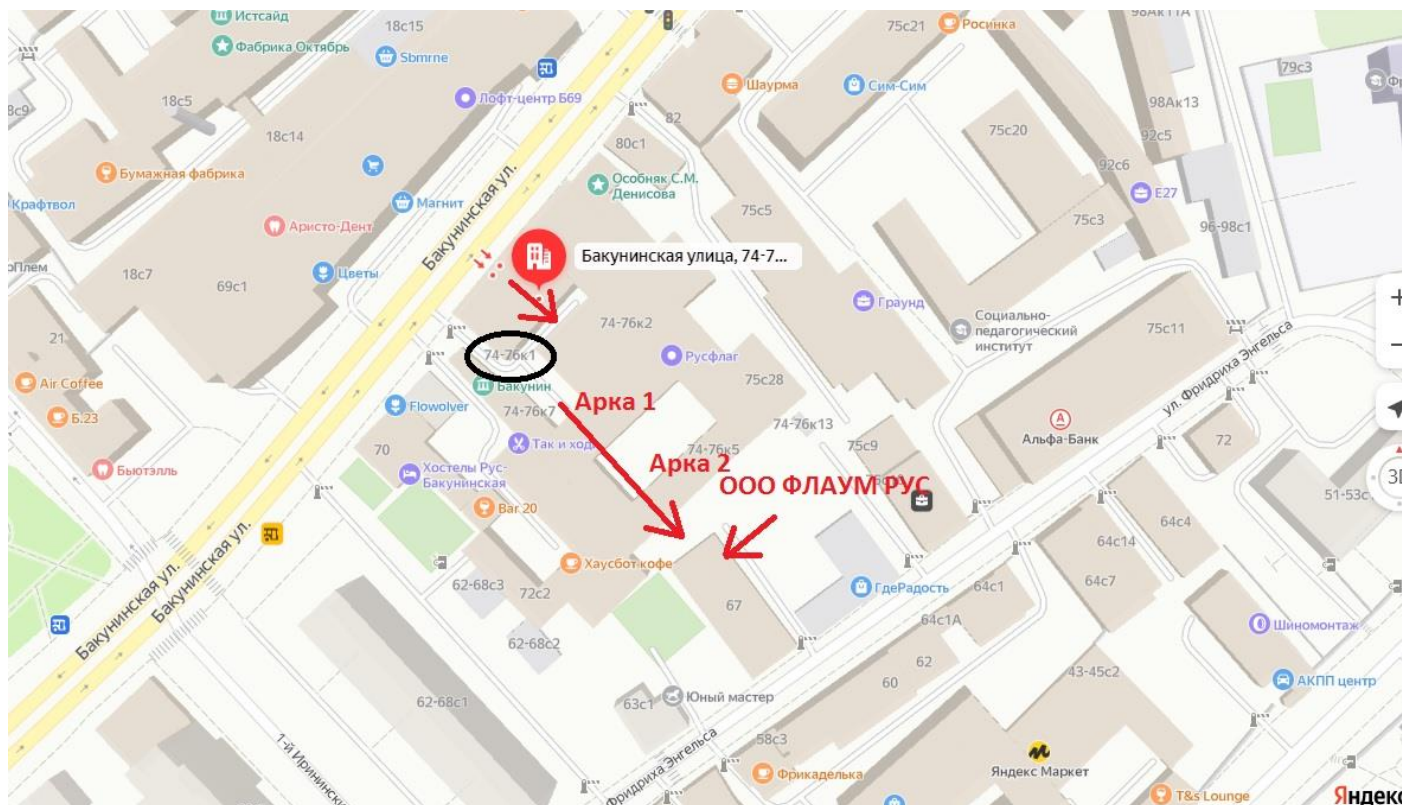 Истсайд
18с15
Фабрика Октябрь
Sbmrne
75с21
Росинка
98Ак11А
79с3
18с9
18с5
Лофт-центр Б69
Шаурма
Сим-Сим
98Ак13
18с14
82
80с1
75с20
92с5
92с6
Бумажная фабрика
Особняк С.М.
Денисова
Е27
Крафтвол
Магнит
75с5
75с3
96-98с1
Аристо-Дент
Бакунинская ул.
18с7
Цветы
69с1
Бакунинская улица, 74-7...
Граунд
Социально-
педагогический
институт
75с11
74-76к2
21
74-76к1
Русфлаг
Air Coffee
Бакунин
75с28
ул. Фридриха Энгельса
Б.23
Flowolver
Арка 1
74-76к7
74-76к13
Альфа-Банк
72
Бьютэлль
70
Так и ход
74-76к5
75с9
Хостелы Рус-
Бакунинская
Арка 2
ООО ФЛАУМ РУС
3D
Bar 20
64с4
64с14
Бакунинская ул.
Бакунинская ул.
Хаусбот кофе
62-68с3
72с2
67
ГдеРадость
64с1
64с7
64с1А
Шиномонтаж
62-68с2
62
60
43-45с2
АКПП центр
62-68с1
63с1
Юный мастер
58с3
Фридриха Энгельса
Яндекс Маркет
Фрикаделька
T&s Lounge
Яндекс